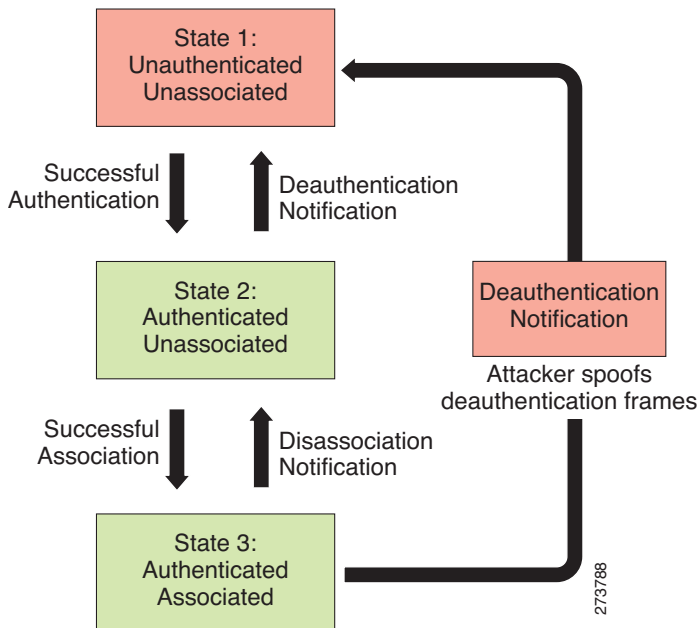 State 1:
Unauthenticated
Unassociated
Successful
Authentication
Deauthentication
Notification
State 2:
Authenticated
Unassociated
Deauthentication
Notification
Attacker spoofs
deauthentication frames
Successful
Association
Disassociation
Notification
State 3:
Authenticated
Associated
273788